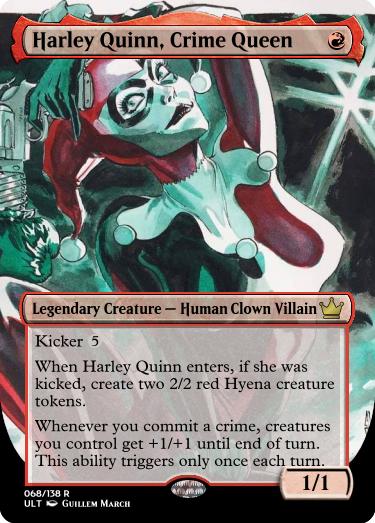 Harley Quinn, Crime Queen
Legendary Creature — Human Clown Villain
Kicker 5
When Harley Quinn enters, if she was
kicked, create two 2/2 red Hyena creature
tokens.
Whenever you commit a crime, creatures
you control get +1/+1 until end of turn.
This ability triggers only once each turn.
1/1
068/138 R
ULT Guillem March